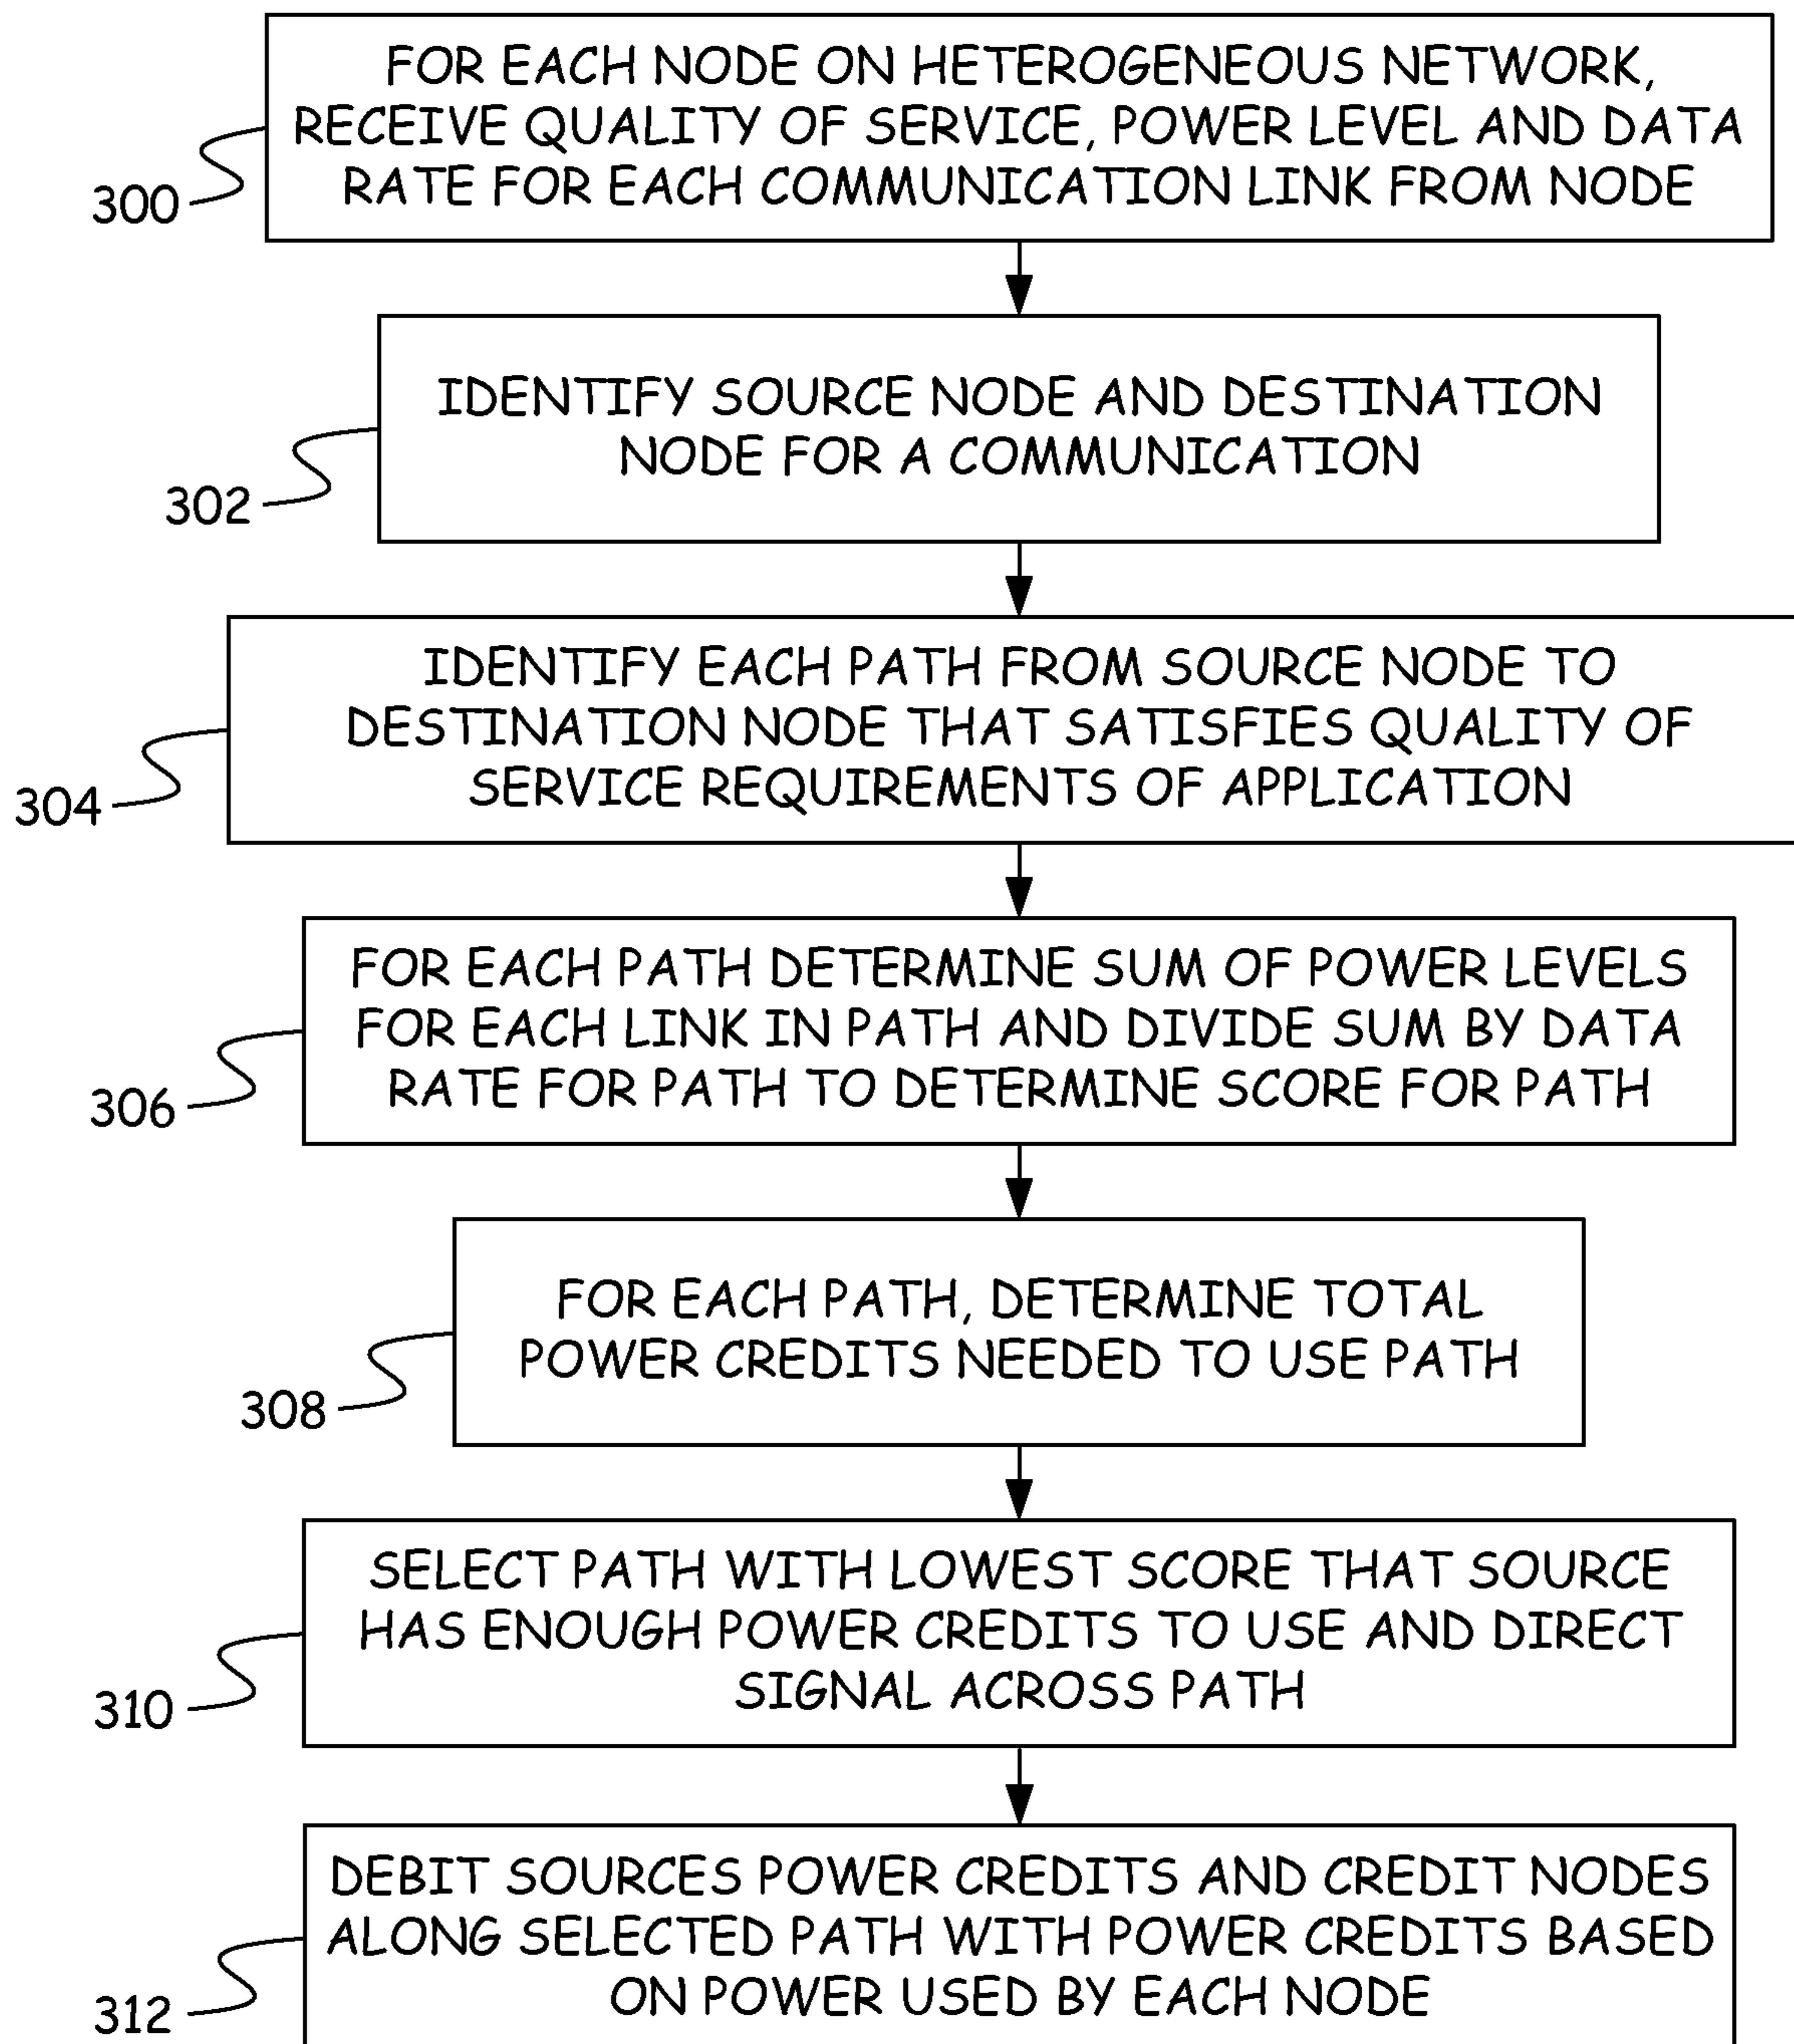 FOR EACH NODE ON HETEROGENEOUS NETWORK,
RECEIVE QUALITY OF SERVICE, POWER LEVEL AND DATA
RATE FOR EACH COMMUNICATION LINK FROM NODE
300
IDENTIFY SOURCE NODE AND DESTINATION
NODE FOR A COMMUNICATION
302
IDENTIFY EACH PATH FROM SOURCE NODE TO
DESTINATION NODE THAT SATISFIES QUALITY OF
SERVICE REQUIREMENTS OF APPLICATION
304
FOR EACH PATH DETERMINE SUM OF POWER LEVELS
FOR EACH LINK IN PATH AND DIVIDE SUM BY DATA
RATE FOR PATH TO DETERMINE SCORE FOR PATH
306
FOR EACH PATH, DETERMINE TOTAL
POWER CREDITS NEEDED TO USE PATH
308
SELECT PATH WITH LOWEST SCORE THAT SOURCE
HAS ENOUGH POWER CREDITS TO USE AND DIRECT
SIGNAL ACROSS PATH
310
DEBIT SOURCES POWER CREDITS AND CREDIT NODES
ALONG SELECTED PATH WITH POWER CREDITS BASED
ON POWER USED BY EACH NODE
312